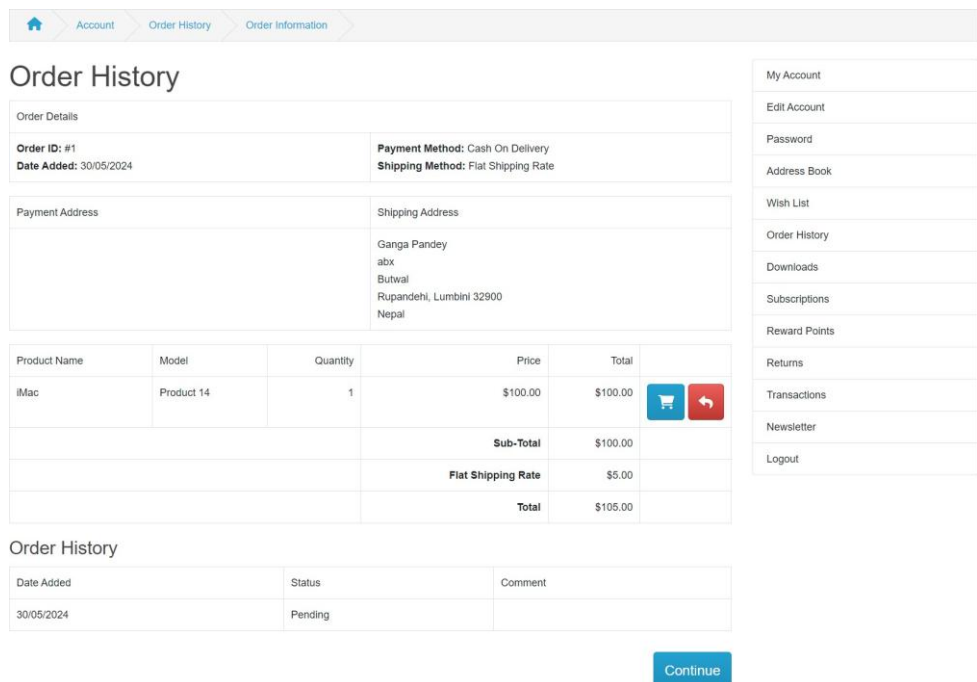 Account Order History Order Information
Order History
Order Details
Order ID: #1
Date Added: 30/05/2024
Payment Method: Cash On Delivery
Shipping Method: Flat Shipping Rate
Payment Address Shipping Address
Ganga Pandey
abx
Butwal
Rupandehi, Lumbini 32900
Nepal
Product Name Model Quantity Price Total
iMac Product 14 1 $100.00 $100.00
Sub-Total $100.00
Flat Shipping Rate $5.00
Total $105.00
Order History
Date Added Status Comment
30/05/2024 Pending
Continue
My Account
Edit Account
Password
Address Book
Wish List
Order History
Downloads
Subscriptions
Reward Points
Returns
Transactions
Newsletter
Logout